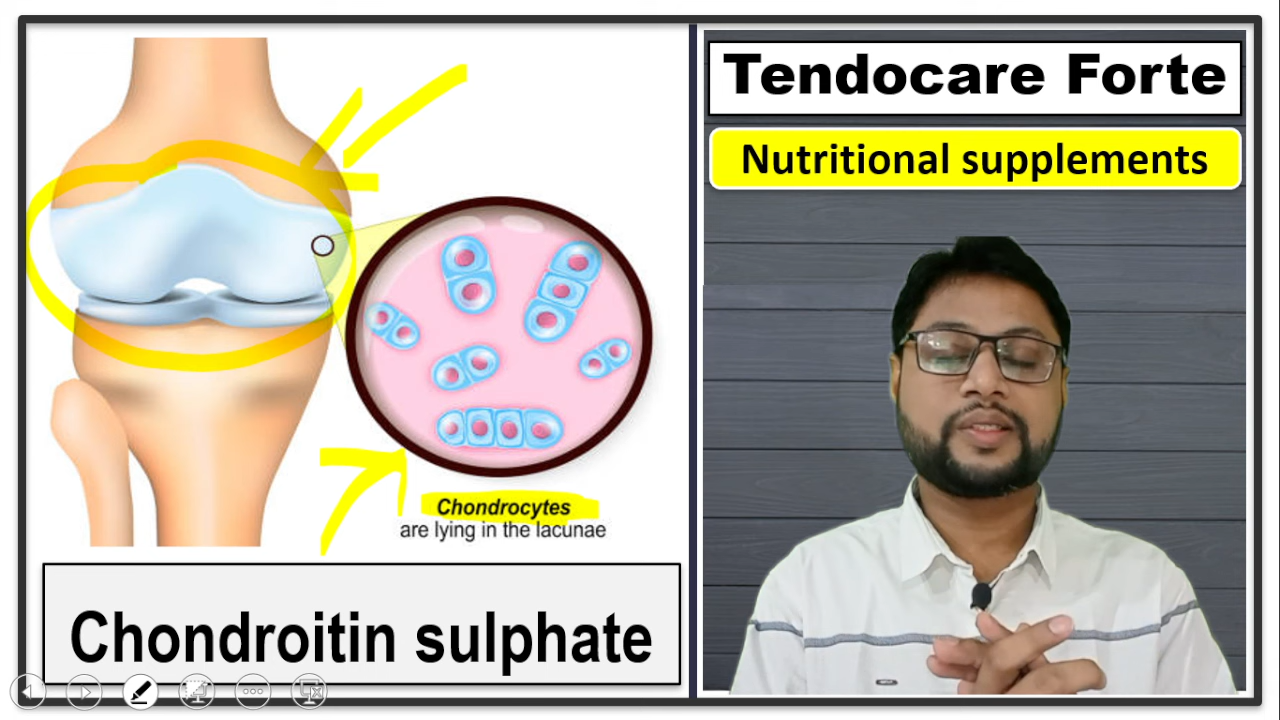 Tendocare Forte
Nutritional supplements
Chondrocytes
are lying in the lacunae
Chondroitin sulphate